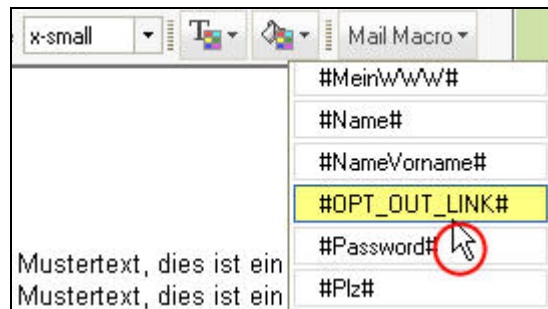 x-small
Mail Macro
#MeinWWW#
#Name#
#NameVorname#
#OPT_OUT_LINK#
#Password#
#Plz#
Mustertext, dies ist ein
Mustertext, dies ist ein